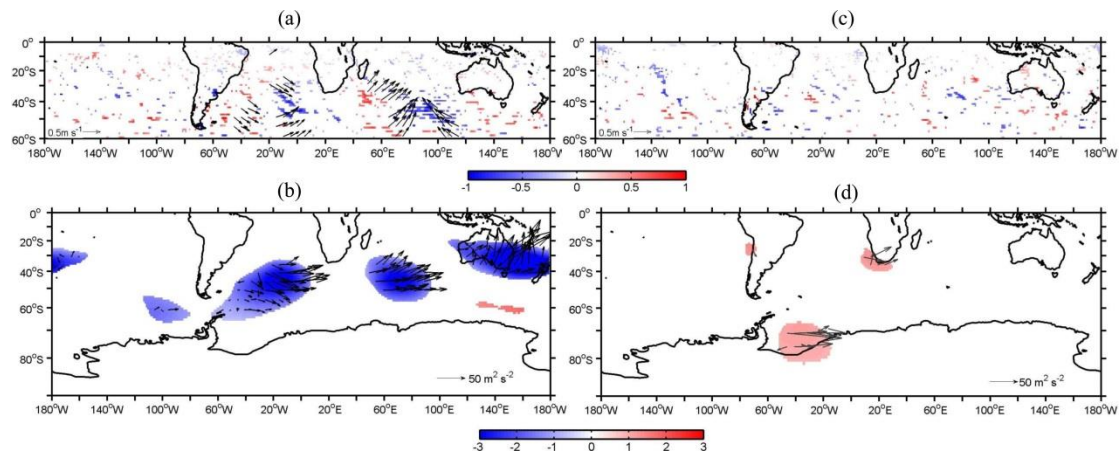 (a) (c)
0° 0°
20°S 20°S
40°S 40°S
0.5m s⁻¹ 0.5m s⁻¹
60°S 60°S
180°W 140°W 100°W 60°W 20°W 20°E 60°E 100°E 140°E 180°E 180°W 140°W 100°W 60°W 20°W 20°E 60°E 100°E 140°E 180°E
-1 -0.5 0 0.5 1
(b) (d)
0° 0°
20°S 20°S
40°S 40°S
60°S 60°S
80°S 80°S
50 m² s⁻² 50 m² s⁻²
180°W 140°W 100°W 60°W 20°W 20°E 60°E 100°E 140°E 180°W 180°W 140°W 100°W 60°W 20°W 20°E 60°E 100°E 140°E 180°W
-3 -2 -1 0 1 2 3